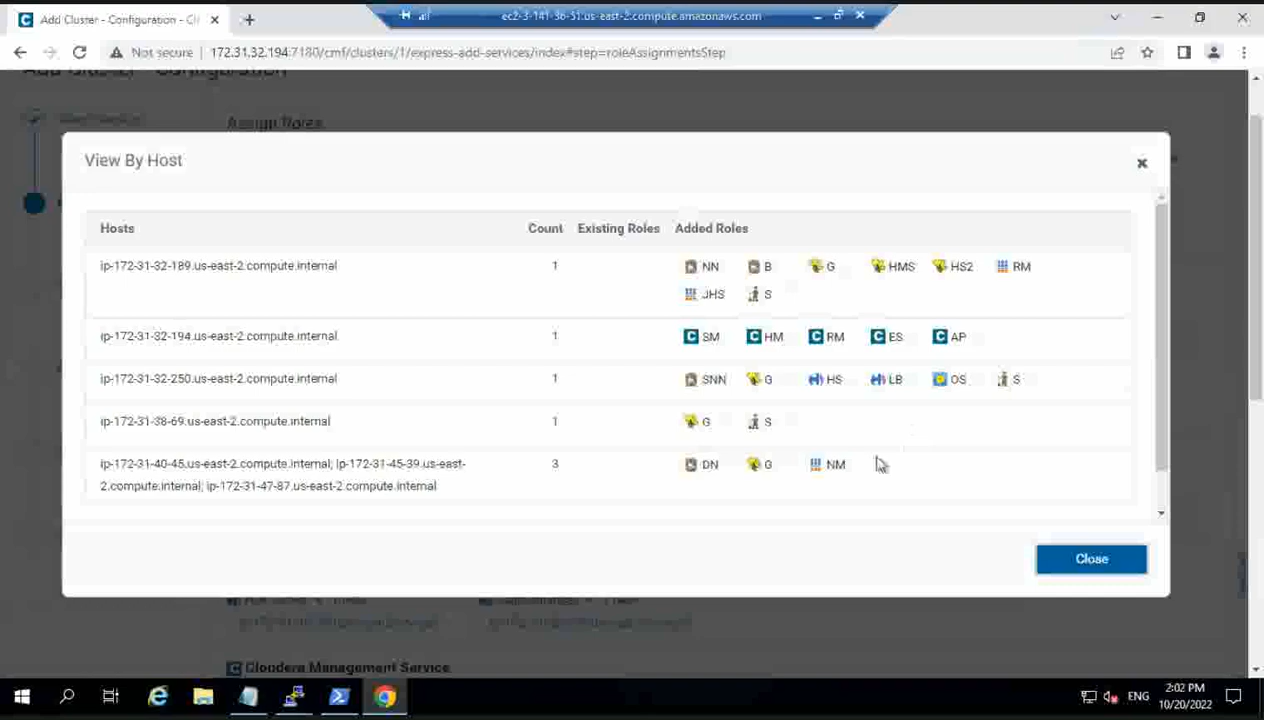 Add Cluster - Configuration - Cl
ec2-3-141-36-51.us-east-2.compute.amazonaws.com
Not secure
172.31.32.194:7180/cmf/clusters/1/express-add-services/index#step=roleAssignmentsStep
Add Cluster - Configuration
Assign Roles
View By Host
Hosts Count Existing Roles Added Roles
ip-172-31-32-189.us-east-2.compute.internal 1 NN B G HMS HS2 RM
JHS S
ip-172-31-32-194.us-east-2.compute.internal 1 SM HM RM ES AP
ip-172-31-32-250.us-east-2.compute.internal 1 SNN G HS LB OS S
ip-172-31-38-69.us-east-2.compute.internal 1 G S
ip-172-31-40-45.us-east-2.compute.internal; ip-172-31-45-39.us-east- 3 DN G NM
2.compute.internal; ip-172-31-47-87.us-east-2.compute.internal
Close
Cloudera Management Service
ENG
2:02 PM
10/20/2022